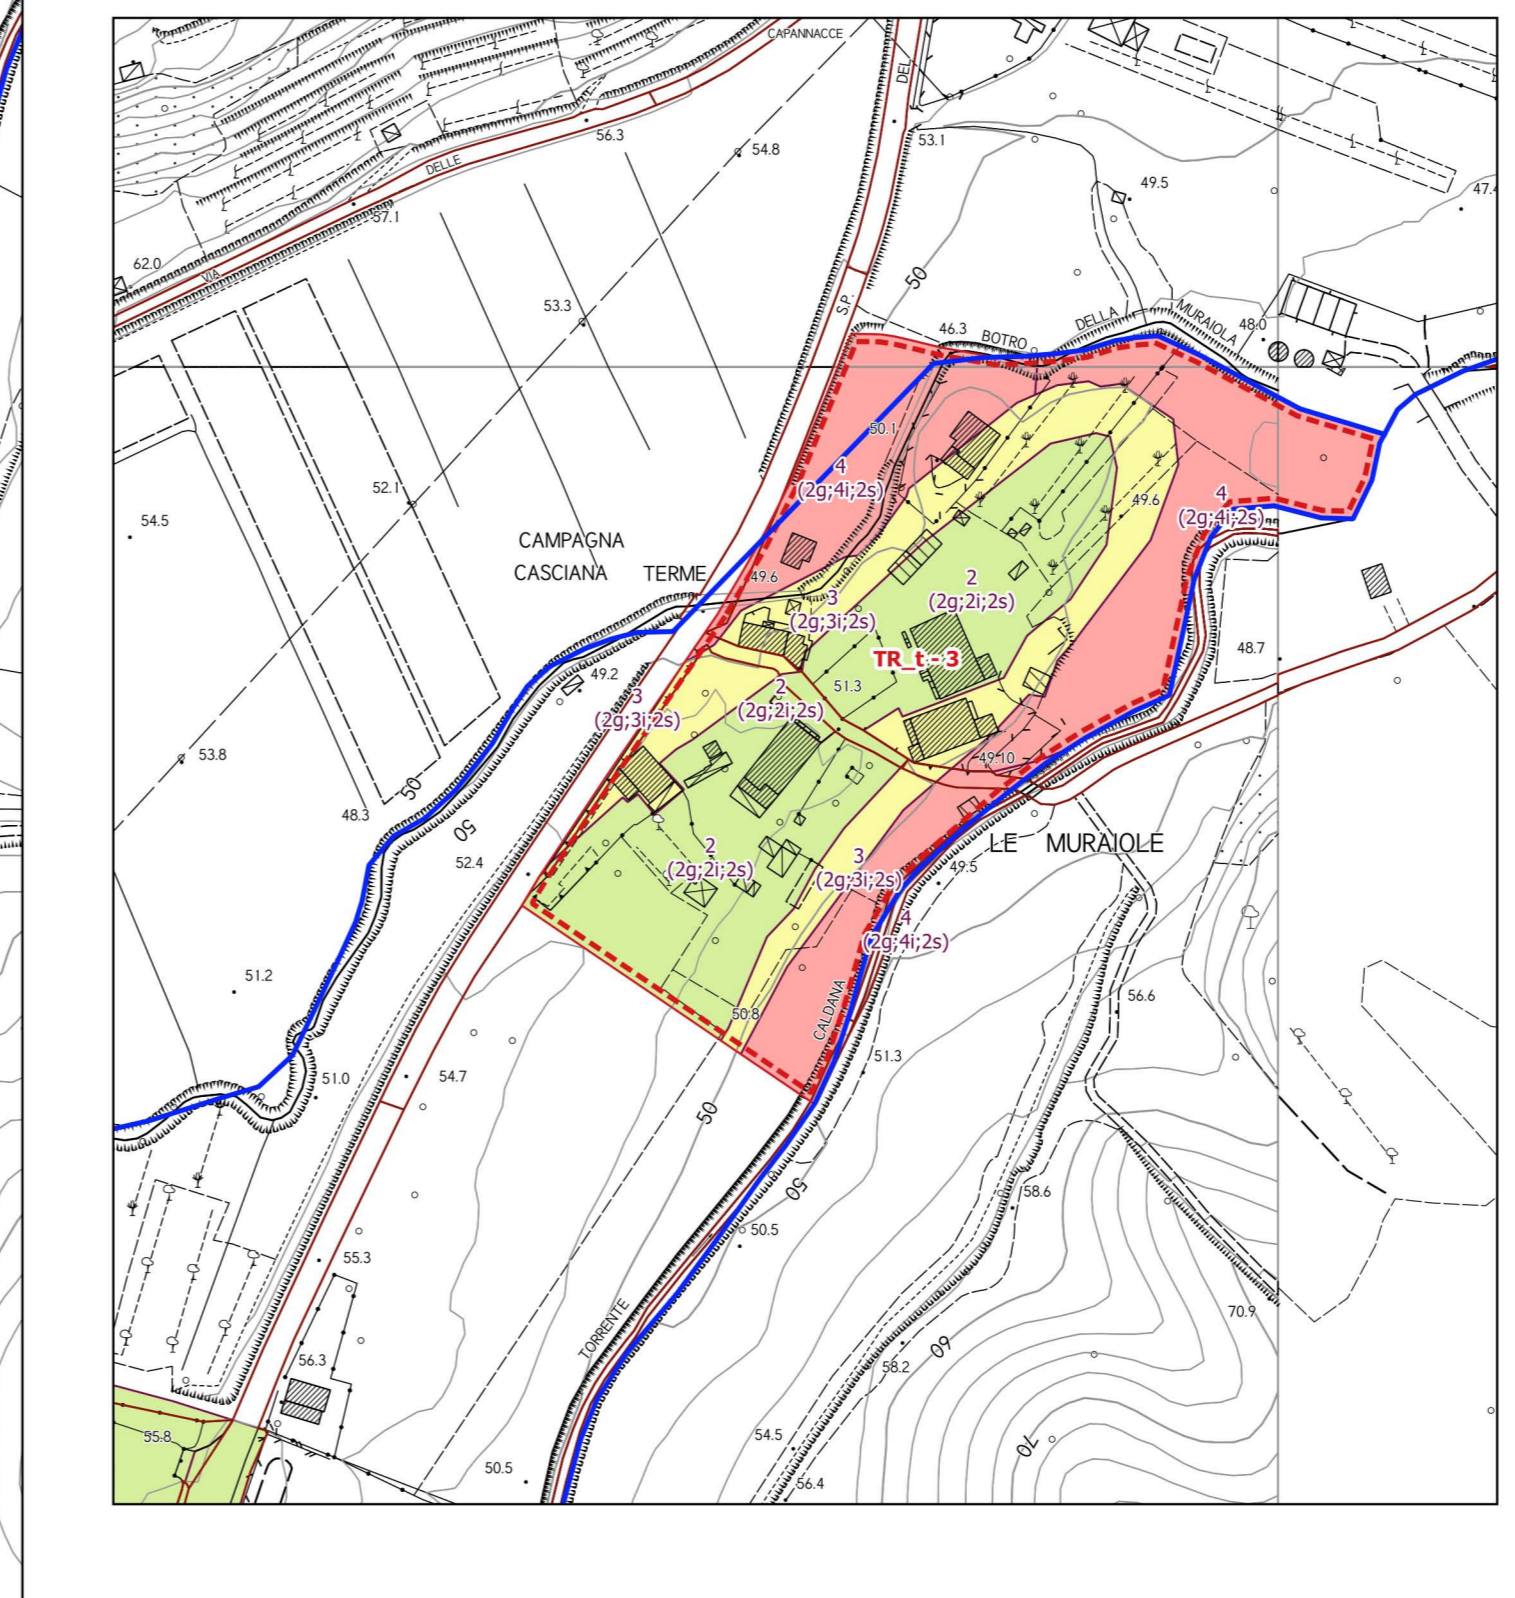 CAPANNACCE
DEL
56.3
54.8
53.1
DELLE
49.5
47.4
57.1
62.0
VIA
50
53.3
S.P.
46.3
BOTRO
DELLA
MURAIOLA
48.0
50.1
4
(2g;4i;2s)
52.1
49.6
4
(2g;4i;2s)
54.5
CAMPAGNA
CASCIANA TERME
49.6
3
(2g;3i;2s)
2
(2g;2i;2s)
48.7
TR_t - 3
49.2
51.3
3
(2g;3i;2s)
2
(2g;2i;2s)
53.8
49.10
50
48.3
50
LE MURAIOLE
52.4
2
(2g;2i;2s)
3
(2g;3i;2s)
49.5
4
(2g;4i;2s)
51.2
56.6
50.8
CALDANA
51.3
51.0
54.7
50
50
58.6
50.5
55.3
TORRENTE
70.9
60
56.3
58.2
55.8
54.5
70
50.5
56.4